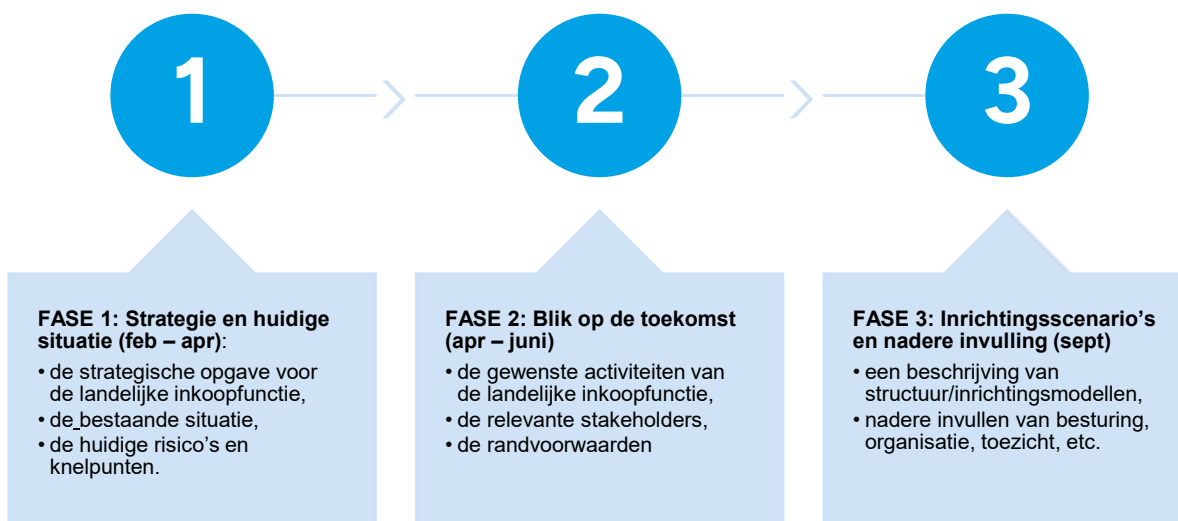 1
2
3
FASE 1: Strategie en huidige
situatie (feb – apr):
• de strategische opgave voor
de landelijke inkoopfunctie,
• de bestaande situatie,
• de huidige risico’s en
knelpunten.
FASE 2: Blik op de toekomst
(apr – juni)
• de gewenste activiteiten van
de landelijke inkoopfunctie,
• de relevante stakeholders,
• de randvoorwaarden
FASE 3: Inrichtingsscenario’s
en nadere invulling (sept)
• een beschrijving van
structuur/inrichtingsmodellen,
• nadere invullen van besturing,
organisatie, toezicht, etc.